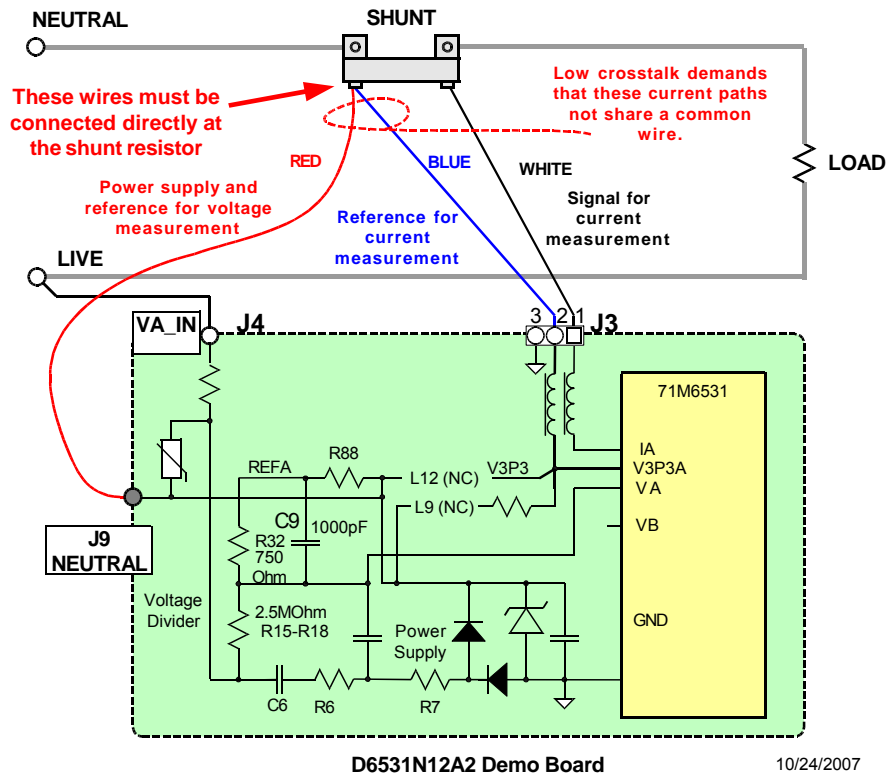 NEUTRAL
SHUNT
These wires must be
connected directly at
the shunt resistor
Low crosstalk demands
that these current paths
not share a common
wire.
RED
BLUE
WHITE
LOAD
Power supply and
reference for voltage
measurement
Reference for
current
measurement
Signal for
current
measurement
LIVE
VA_IN
J4
3
2
1
J3
71M6531
IA
V3P3A
VA
VB
GND
REFA
R88
L12 (NC)
V3P3
L9 (NC)
C9
1000pF
R32
750
Ohm
J9
NEUTRAL
Voltage
Divider
2.5MOhm
R15-R18
Power
Supply
C6
R6
R7
D6531N12A2 Demo Board
10/24/2007